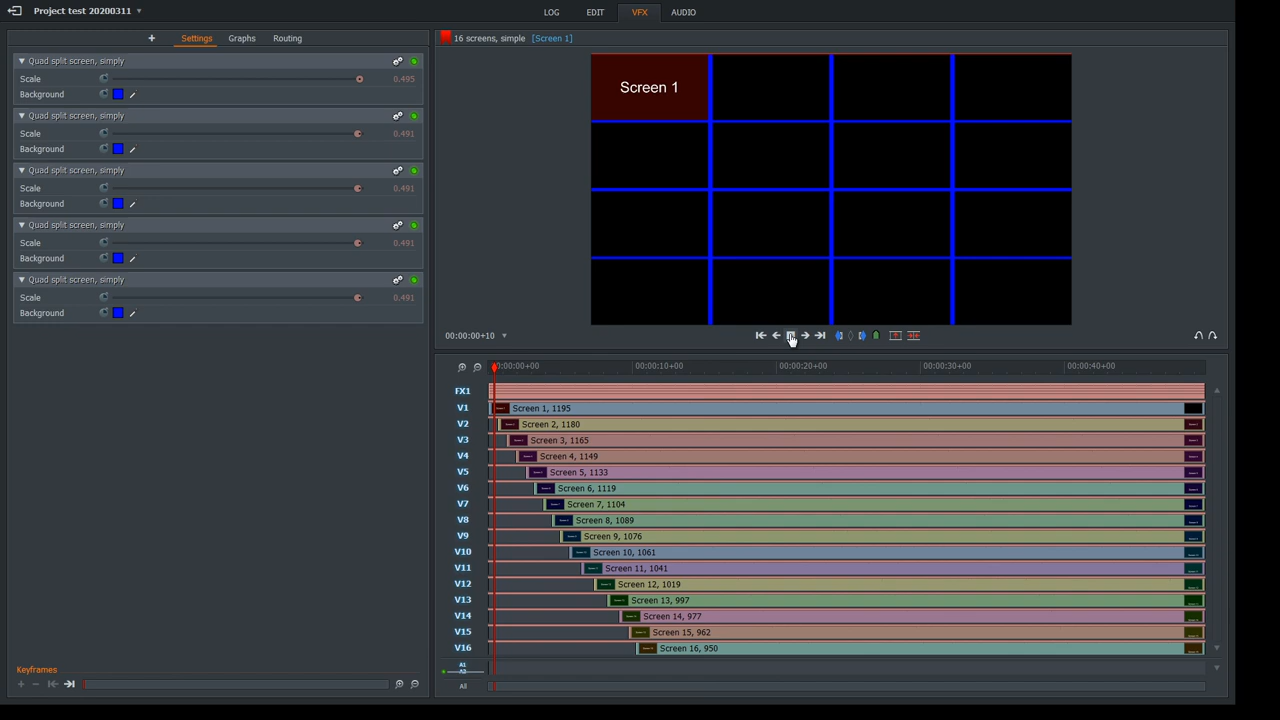 Project test 20200311
LOG EDIT VFX AUDIO
Settings Graphs Routing
Quad split screen, simply
Scale 0.495
Background
Quad split screen, simply
Scale 0.491
Background
Quad split screen, simply
Scale 0.491
Background
Quad split screen, simply
Scale 0.491
Background
Quad split screen, simply
Scale 0.491
Background
Keyframes
16 screens, simple [Screen 1]
Screen 1
00:00:00+10
00:00:00+00 00:00:10+00 00:00:20+00 00:00:30+00 00:00:40+00
FX1
V1 Screen 1, 1195
V2 Screen 2, 1180
V3 Screen 3, 1165
V4 Screen 4, 1149
V5 Screen 5, 1133
V6 Screen 6, 1119
V7 Screen 7, 1104
V8 Screen 8, 1089
V9 Screen 9, 1076
V10 Screen 10, 1061
V11 Screen 11, 1041
V12 Screen 12, 1019
V13 Screen 13, 997
V14 Screen 14, 977
V15 Screen 15, 962
V16 Screen 16, 950
A1
A2
All